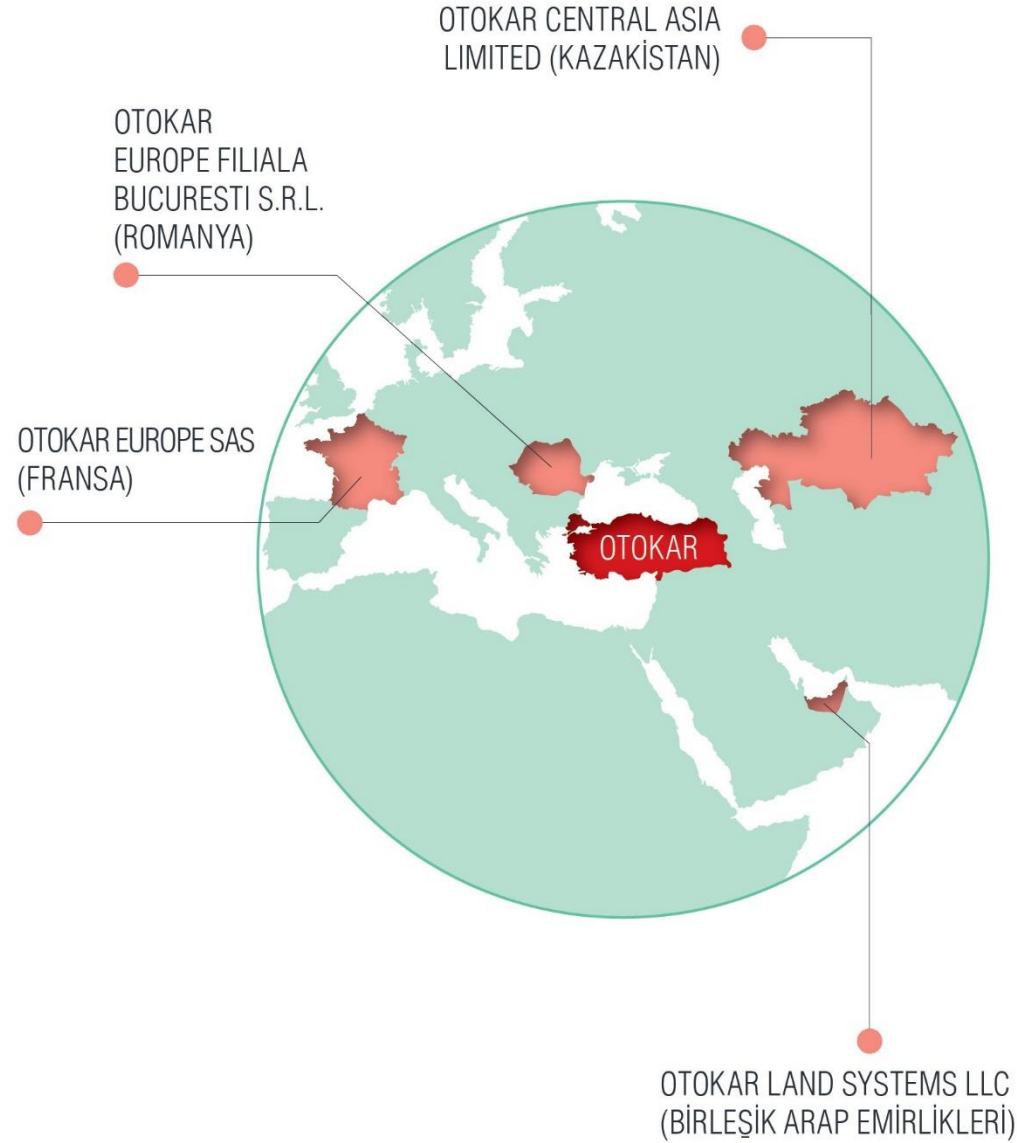 OTOKAR CENTRAL ASIA
LIMITED (KAZAKİSTAN)
OTOKAR
EUROPE FILIALA
BUCURESTI S.R.L.
(ROMANYA)
OTOKAR EUROPE SAS
(FRANSA)
OTOKAR
OTOKAR LAND SYSTEMS LLC
(BİRLEŞİK ARAP EMİRLİKLERİ)